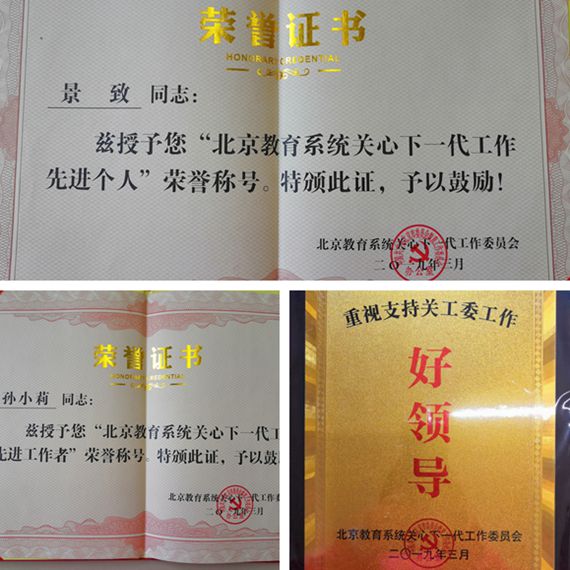 荣誉证书
HONORARY CREDENTIAL
景 致 同志：
兹授予您“北京教育系统关心下一代工作
先进个人”荣誉称号。特颁此证，予以鼓励！
北京教育系统关心下一代工作委员会
二〇一九年三月
荣誉证书
HONORARY CREDENTIAL
孙小莉 同志：
兹授予您“北京教育系统关心下一代工
先进工作者”荣誉称号。特颁此证，予以鼓
北京教育系统关心下一代工作委
二〇一九年三月
重视支持关工委工作
好领导
北京教育系统关心下一代工作委员会
二〇一九年三月